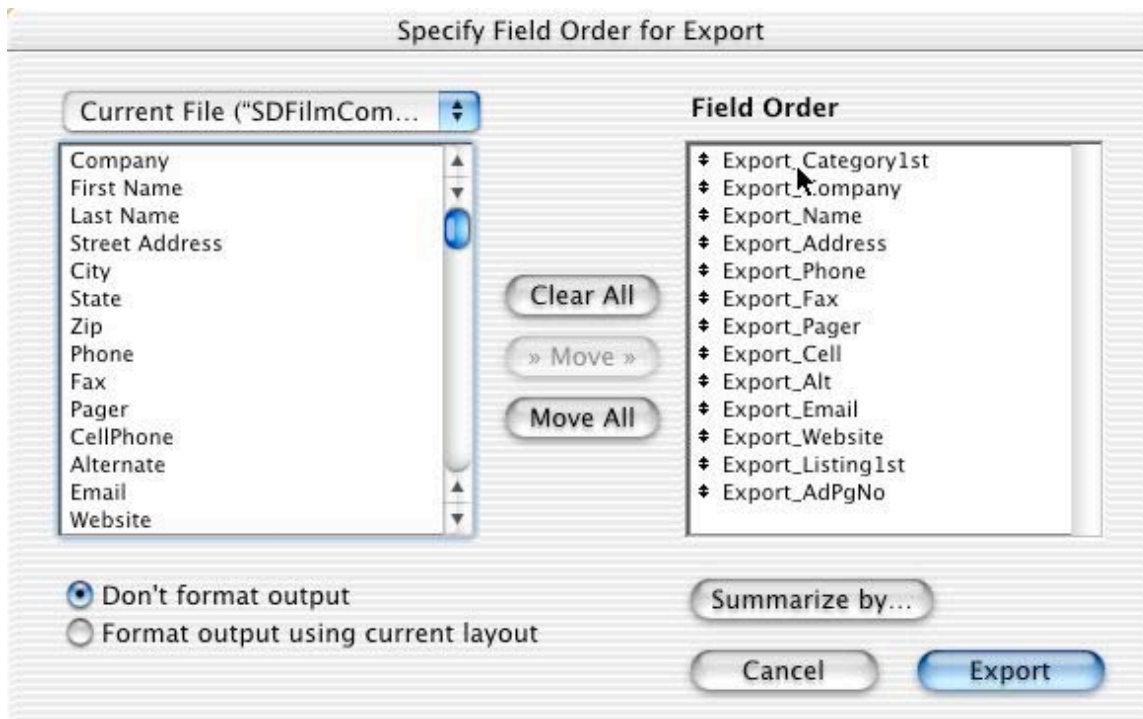 Specify Field Order for Export
Current File ("SDFilmCom...
Company
First Name
Last Name
Street Address
City
State
Zip
Phone
Fax
Pager
CellPhone
Alternate
Email
Website
Clear All
» Move »
Move All
Field Order
Export_Category1st
Export_Company
Export_Name
Export_Address
Export_Phone
Export_Fax
Export_Pager
Export_Cell
Export_Alt
Export_Email
Export_Website
Export_Listing1st
Export_AdPgNo
Don't format output
Format output using current layout
Summarize by...
Cancel
Export